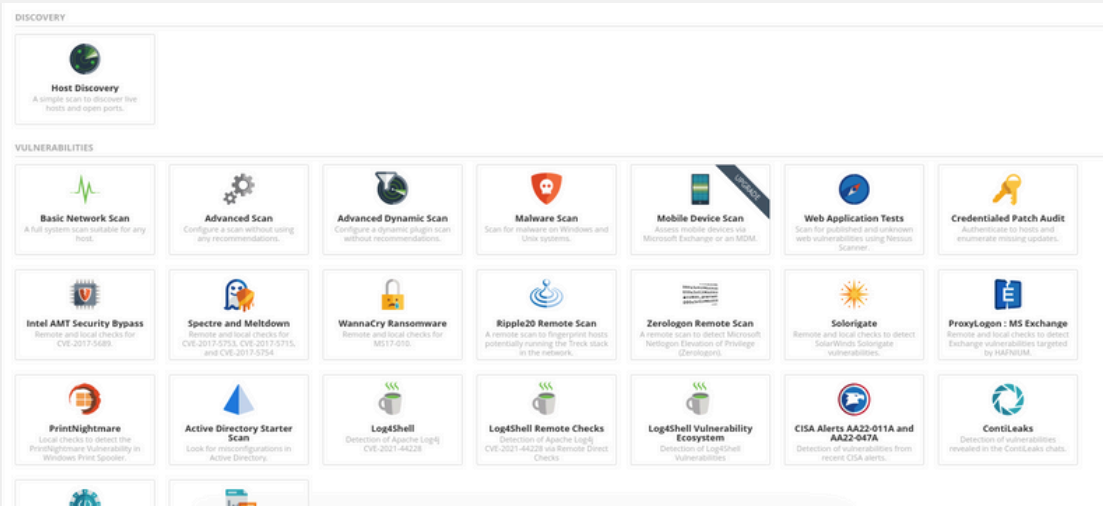 DISCOVERY
Host Discovery
A simple scan to discover live
hosts and open ports.
VULNERABILITIES
Basic Network Scan
A full system scan suitable for any
host.
Advanced Scan
Configure a scan without using
any recommendations.
Advanced Dynamic Scan
Configure a dynamic plugin scan
without recommendations.
Malware Scan
Scan for malware on Windows and
Unix systems.
UPGRADE
Mobile Device Scan
Assess mobile devices via
Microsoft Exchange or an MDM.
Web Application Tests
Scan for published and unknown
web vulnerabilities using Nessus
Scanner.
Credentialed Patch Audit
Authenticate to hosts and
enumerate missing updates.
Intel AMT Security Bypass
Remote and local checks for
CVE-2017-5689.
Spectre and Meltdown
Remote and local checks for
CVE-2017-5753, CVE-2017-5715,
and CVE-2017-5754
WannaCry Ransomware
Remote and local checks for
MS17-010.
Ripple20 Remote Scan
A remote scan to fingerprint hosts
potentially running the Treck stack
in the network.
Zerologon Remote Scan
A remote scan to detect Microsoft
Netlogon Elevation of Privilege
(Zerologon).
Solorigate
Remote and local checks to detect
SolarWinds Solorigate
vulnerabilities.
ProxyLogon : MS Exchange
Remote and local checks to detect
Exchange vulnerabilities targeted
by HAFNIUM.
PrintNightmare
Local checks to detect the
PrintNightmare Vulnerability in
Windows Print Spooler.
Active Directory Starter
Scan
Look for misconfigurations in
Active Directory.
Log4Shell
Detection of Apache Log4j
CVE-2021-44228
Log4Shell Remote Checks
Detection of Apache Log4j
CVE-2021-44228 via Remote Direct
Checks
Log4Shell Vulnerability
Ecosystem
Detection of Log4Shell
Vulnerabilities
CISA Alerts AA22-011A and
AA22-047A
Detection of vulnerabilities from
recent CISA alerts.
ContiLeaks
Detection of vulnerabilities
revealed in the ContiLeaks chats.